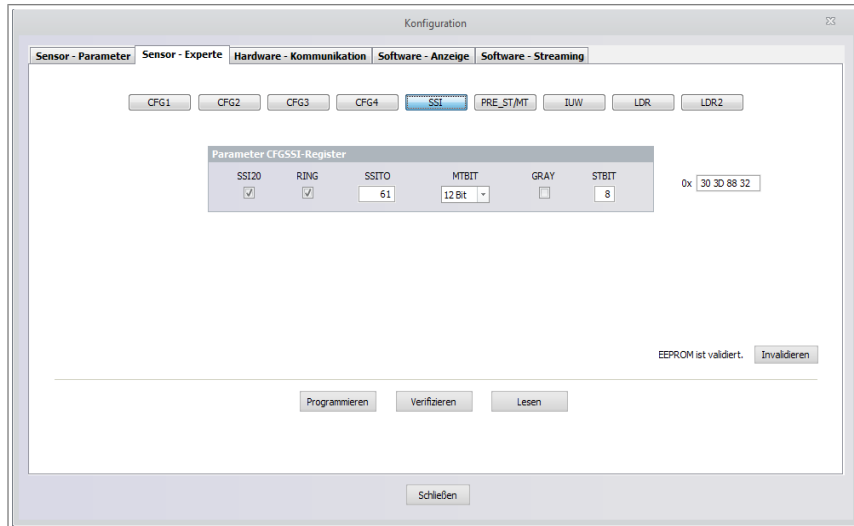 Konfiguration
Sensor - Parameter Sensor - Experte Hardware - Kommunikation Software - Anzeige Software - Streaming
CFG1 CFG2 CFG3 CFG4 SSI PRE_ST/MT IUW LDR LDR2
Parameter CFGSSI-Register
SSI20 RING SSITO MTBIT GRAY STBIT
61 12 Bit 8 0x 30 3D 88 32
EEPROM ist validiert. Invalidieren
Programmieren Verifizieren Lesen
Schließen